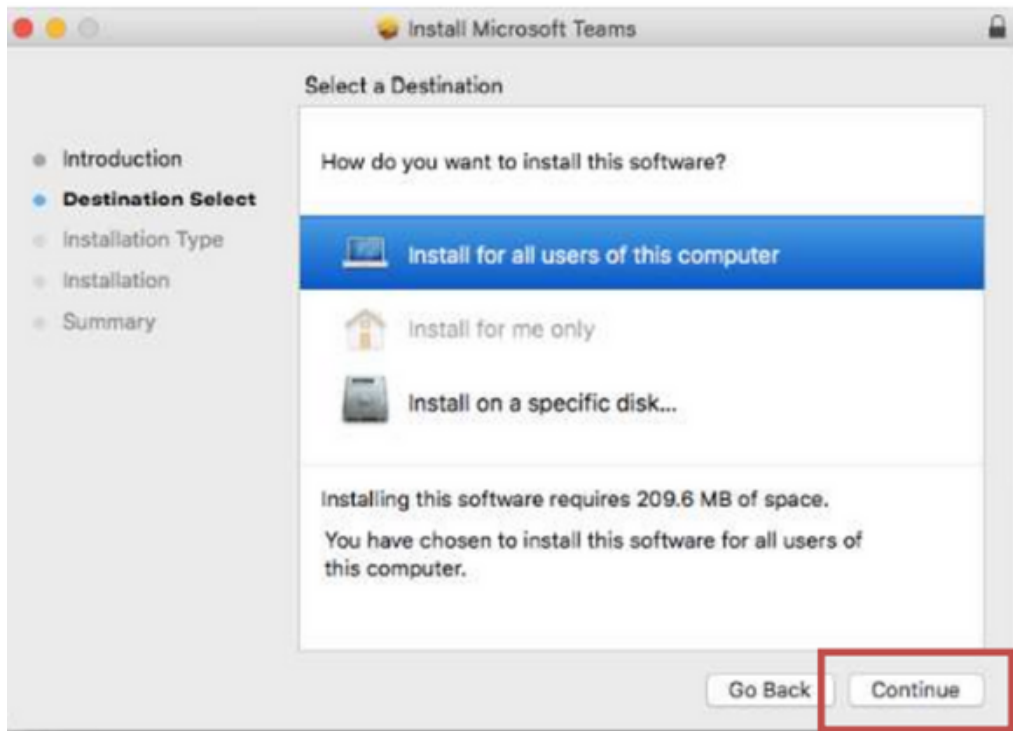 Install Microsoft Teams
Select a Destination
Introduction
Destination Select
Installation Type
Installation
Summary
How do you want to install this software?
Install for all users of this computer
Install for me only
Install on a specific disk...
Installing this software requires 209.6 MB of space.
You have chosen to install this software for all users of
this computer.
Go Back
Continue